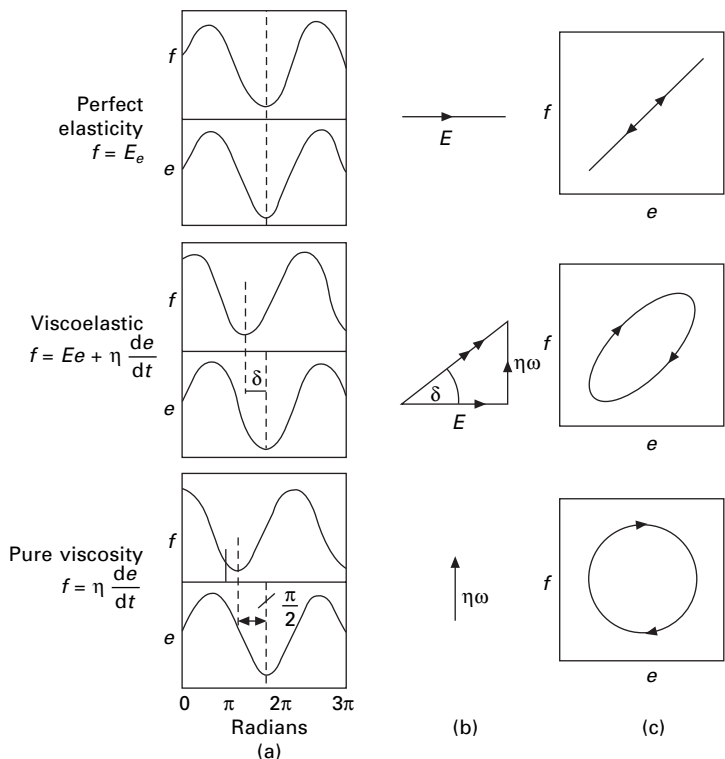 f
Perfect
elasticity
f = E_e
e
E
f
e
f
Viscoelastic
f = Ee + η de/dt
δ
e
δ
E
ηω
f
e
f
Pure viscosity
f = η de/dt
π/2
e
ηω
f
e
0 π 2π 3π
Radians
(a)
(b)
(c)